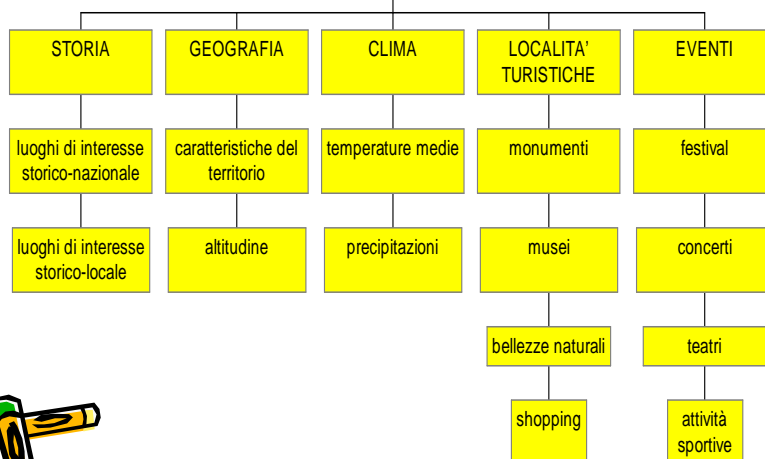 STORIA
luoghi di interesse
storico-nazionale
luoghi di interesse
storico-locale
GEOGRAFIA
caratteristiche del
territorio
altitudine
CLIMA
temperature medie
precipitazioni
LOCALITA'
TURISTICHE
monumenti
musei
bellezze naturali
shopping
EVENTI
festival
concerti
teatri
attività
sportive